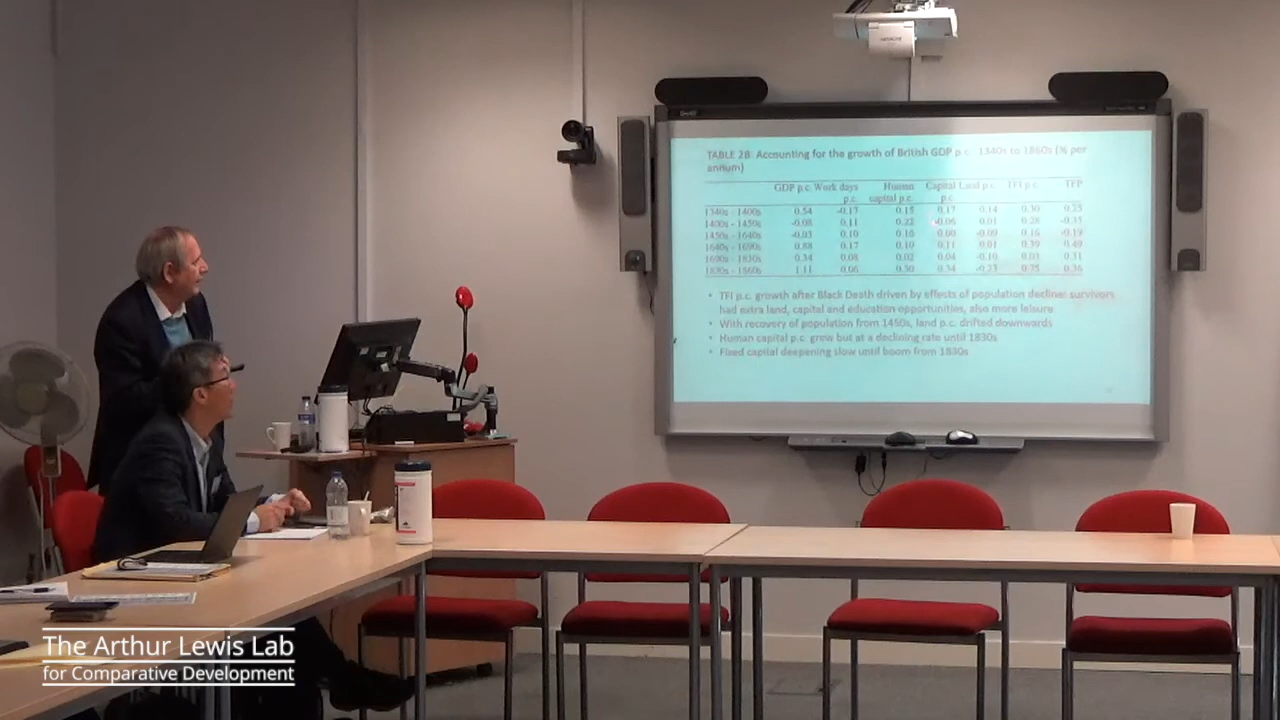 TABLE 2B: Accounting for the growth of British GDP p.c. 1340s to 1860s (% per
annum)
GDP p.c. Work days p.c. Human capital p.c. Capital p.c. Land p.c. TFI p.c. TFP
1340s - 1400s 0.54 -0.17 0.15 0.17 0.14 0.30 0.25
1400s - 1450s -0.08 0.11 0.22 -0.06 0.01 0.28 -0.35
1450s - 1640s -0.03 0.10 0.16 0.00 -0.09 0.16 -0.19
1640s - 1690s 0.88 0.17 0.10 0.11 0.01 0.39 0.49
1690s - 1830s 0.34 0.08 0.02 0.04 -0.10 0.03 0.31
1830s - 1860s 1.11 0.06 0.34 -0.23 0.75 0.36
• TFI p.c. growth after Black Death driven by effects of population decline: survivors
had extra land, capital and education opportunities, also more leisure
• With recovery of population from 1450s, land p.c. drifted downwards
• Human capital p.c. grew but at a declining rate until 1830s
• Fixed capital deepening slow until boom from 1830s
The Arthur Lewis Lab
for Comparative Development